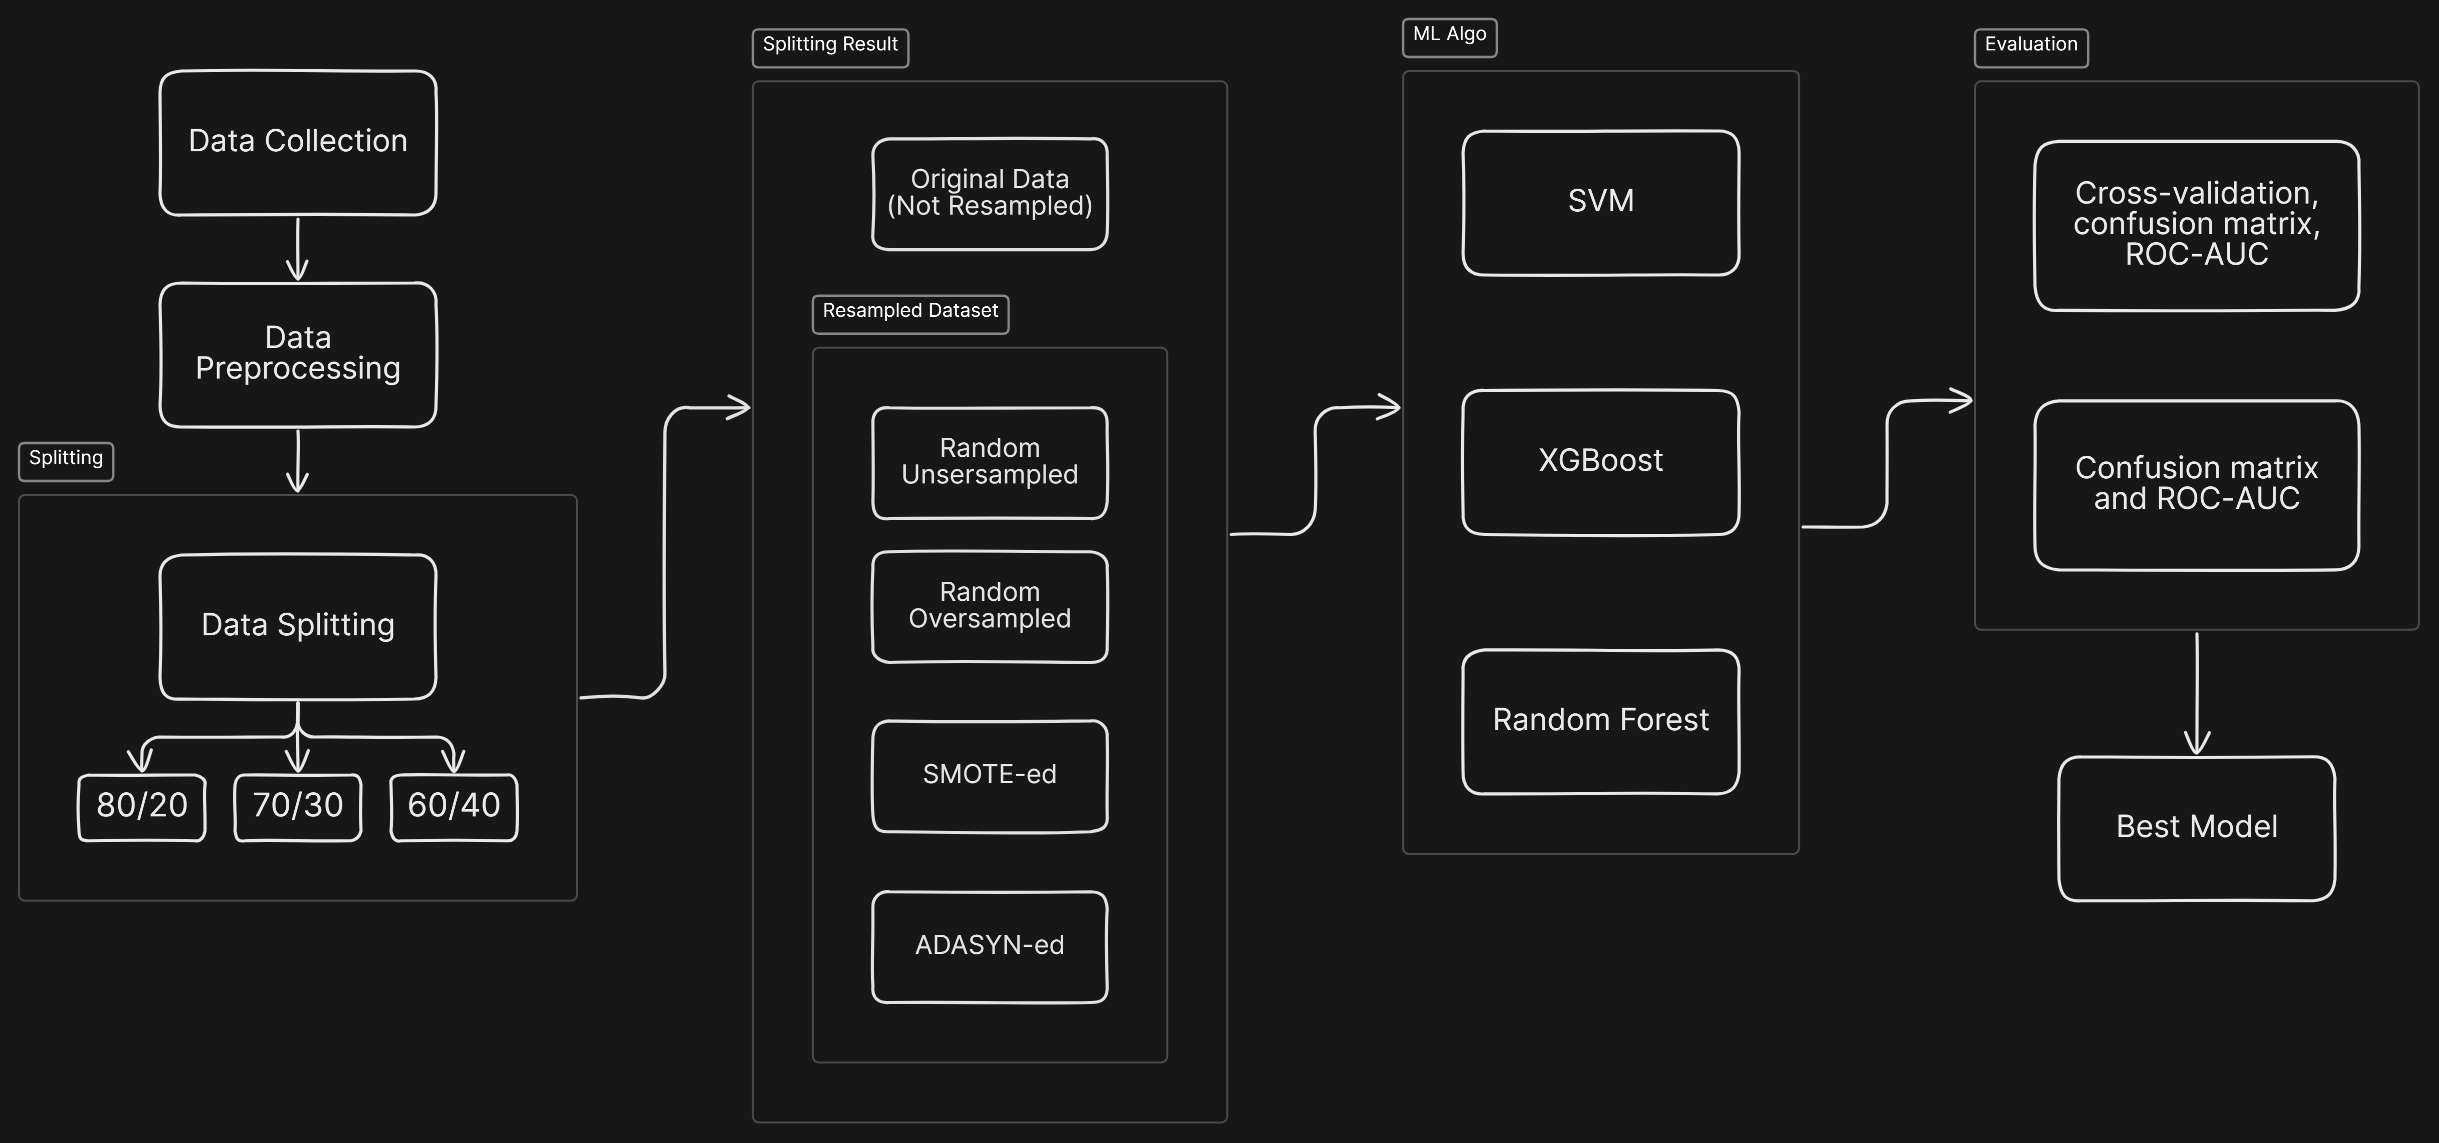 Data Collection
Data
Preprocessing
Splitting
Data Splitting
80/20
70/30
60/40
Splitting Result
Original Data
(Not Resampled)
Resampled Dataset
Random
Unsersampled
Random
Oversampled
SMOTE-ed
ADASYN-ed
ML Algo
SVM
XGBoost
Random Forest
Evaluation
Cross-validation,
confusion matrix,
ROC-AUC
Confusion matrix
and ROC-AUC
Best Model